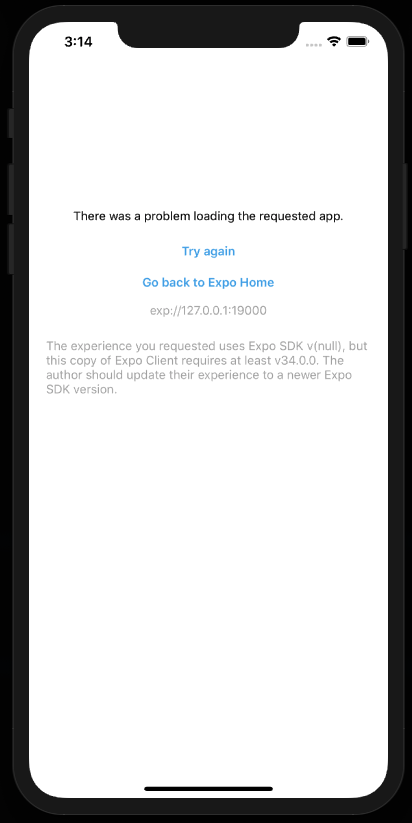 3:14
There was a problem loading the requested app.
Try again
Go back to Expo Home
exp://127.0.0.1:19000
The experience you requested uses Expo SDK v(null), but
this copy of Expo Client requires at least v34.0.0. The
author should update their experience to a newer Expo
SDK version.